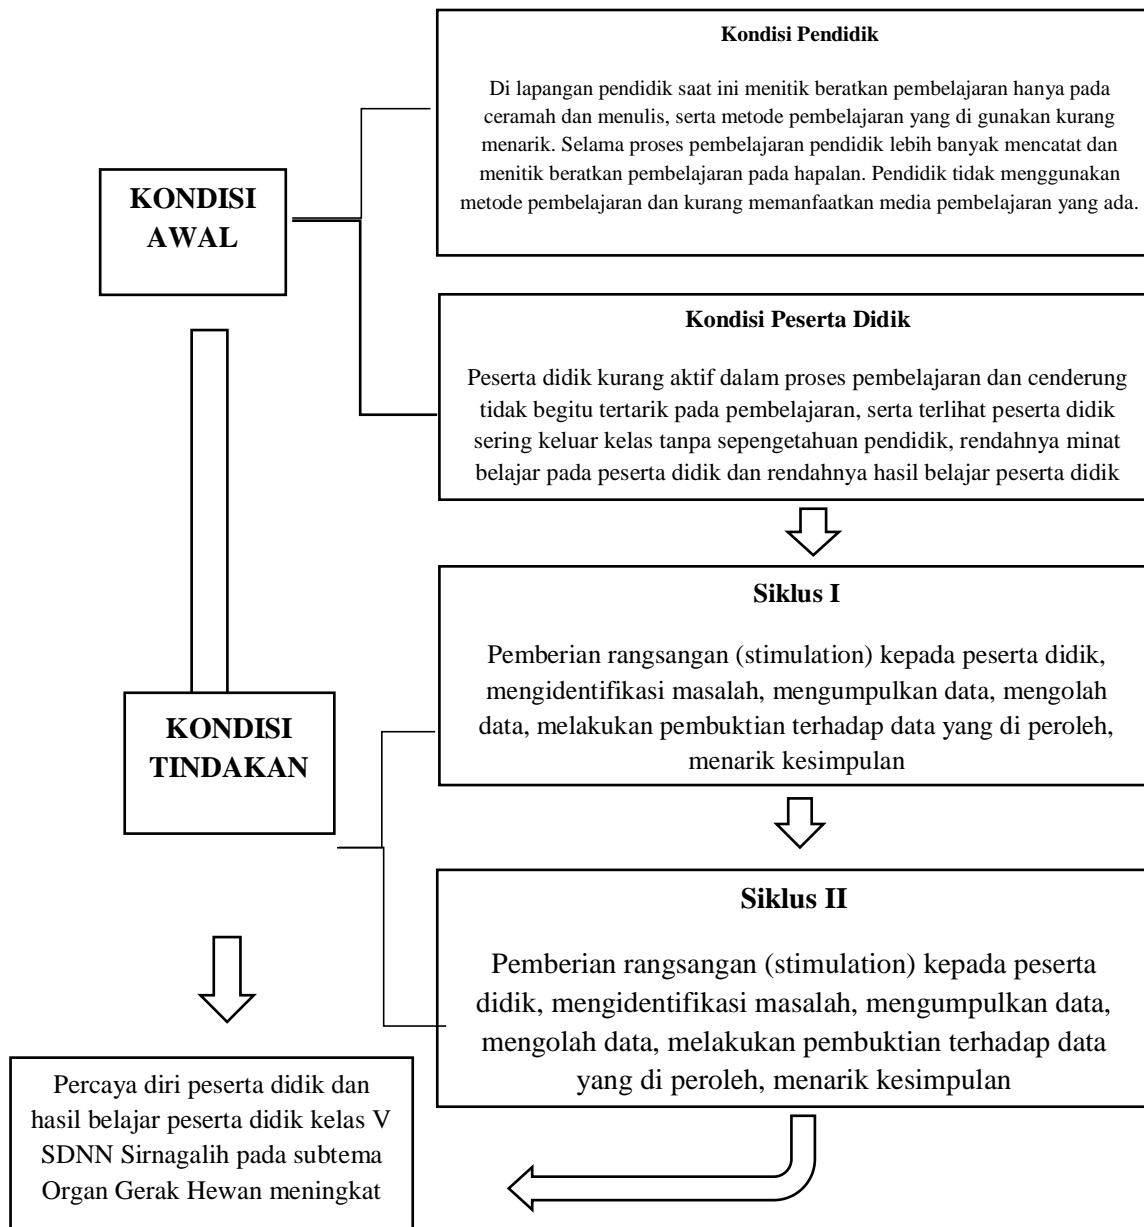 Kondisi Pendidik
Di lapangan pendidik saat ini menitik beratkan pembelajaran hanya pada
ceramah dan menulis, serta metode pembelajaran yang di gunakan kurang
menarik. Selama proses pembelajaran pendidik lebih banyak mencatat dan
menitik beratkan pembelajaran pada hapalan. Pendidik tidak menggunakan
metode pembelajaran dan kurang memanfaatkan media pembelajaran yang ada.
KONDISI
AWAL
Kondisi Peserta Didik
Peserta didik kurang aktif dalam proses pembelajaran dan cenderung
tidak begitu tertarik pada pembelajaran, serta terlihat peserta didik
sering keluar kelas tanpa sepengetahuan pendidik, rendahnya minat
belajar pada peserta didik dan rendahnya hasil belajar peserta didik
Siklus I
Pemberian rangsangan (stimulation) kepada peserta didik,
mengidentifikasi masalah, mengumpulkan data, mengolah
data, melakukan pembuktian terhadap data yang di peroleh,
menarik kesimpulan
KONDISI
TINDAKAN
Siklus II
Pemberian rangsangan (stimulation) kepada peserta
didik, mengidentifikasi masalah, mengumpulkan data,
mengolah data, melakukan pembuktian terhadap data
yang di peroleh, menarik kesimpulan
Percaya diri peserta didik dan
hasil belajar peserta didik kelas V
SDNN Sirnagalih pada subtema
Organ Gerak Hewan meningkat